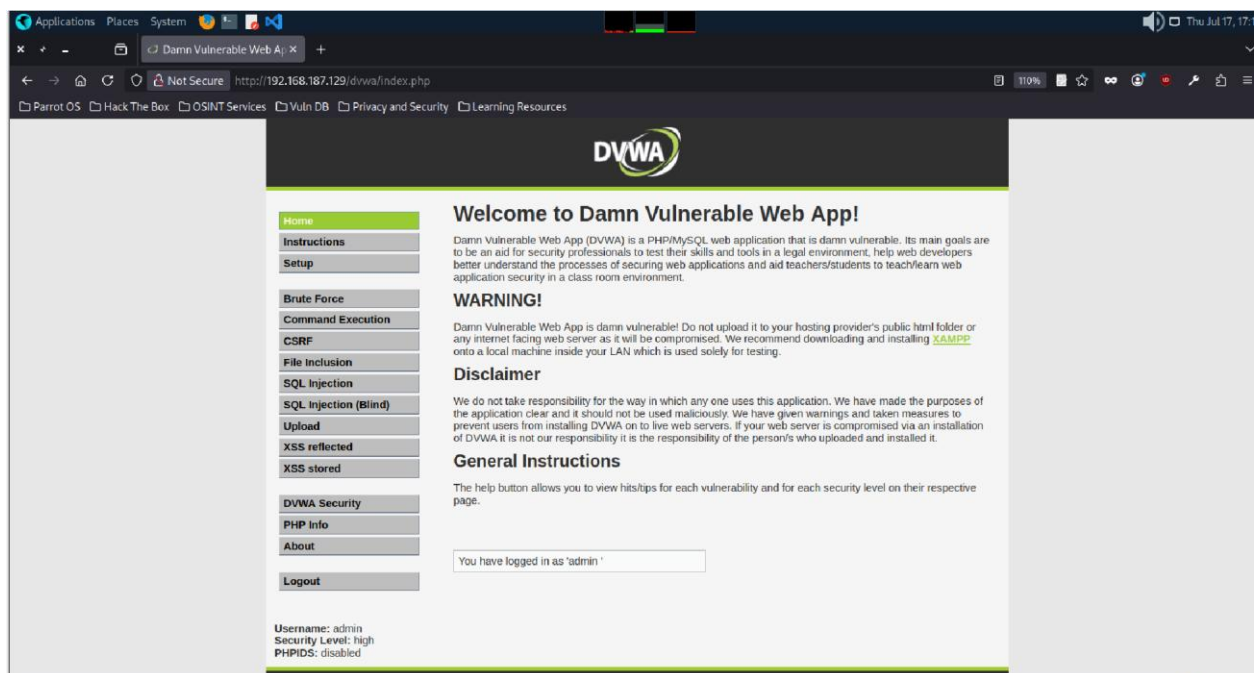 Applications Places System
Thu Jul 17, 17:1
Damn Vulnerable Web Ap
Not Secure http://192.168.187.129/dvwa/index.php
110%
Parrot OS Hack The Box OSINT Services Vuln DB Privacy and Security Learning Resources
DVWA
Home
Instructions
Setup
Brute Force
Command Execution
CSRF
File Inclusion
SQL Injection
SQL Injection (Blind)
Upload
XSS reflected
XSS stored
DVWA Security
PHP Info
About
Logout
Username: admin
Security Level: high
PHPIDS: disabled
Welcome to Damn Vulnerable Web App!
Damn Vulnerable Web App (DVWA) is a PHP/MySQL web application that is damn vulnerable. Its main goals are
to be an aid for security professionals to test their skills and tools in a legal environment, help web developers
better understand the processes of securing web applications and aid teachers/students to teach/learn web
application security in a class room environment.
WARNING!
Damn Vulnerable Web App is damn vulnerable! Do not upload it to your hosting provider's public html folder or
any internet facing web server as it will be compromised. We recommend downloading and installing XAMPP
onto a local machine inside your LAN which is used solely for testing.
Disclaimer
We do not take responsibility for the way in which any one uses this application. We have made the purposes of
the application clear and it should not be used maliciously. We have given warnings and taken measures to
prevent users from installing DVWA on to live web servers. If your web server is compromised via an installation
of DVWA it is not our responsibility it is the responsibility of the person/s who uploaded and installed it.
General Instructions
The help button allows you to view hits/tips for each vulnerability and for each security level on their respective
page.
You have logged in as 'admin '